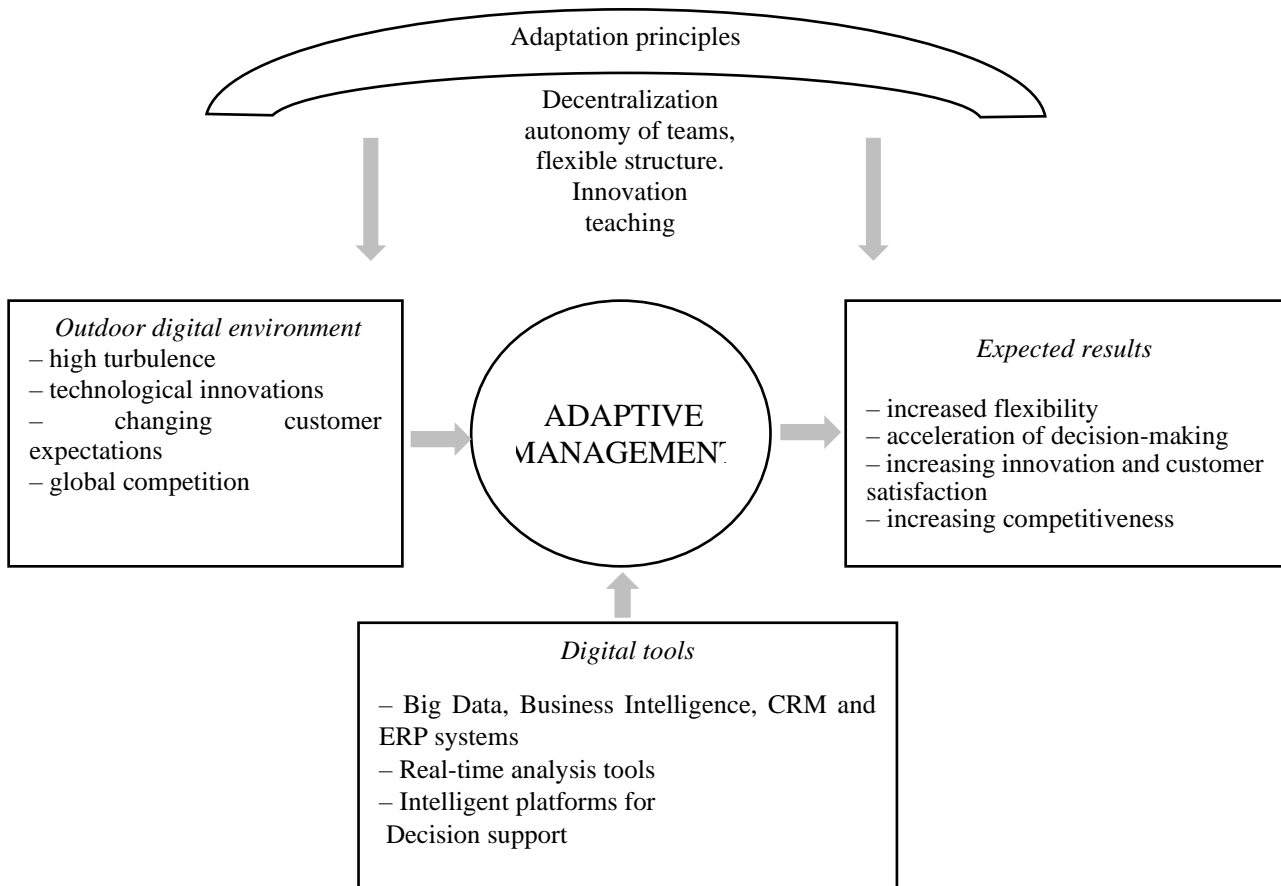 Adaptation principles
Decentralization
autonomy of teams,
flexible structure.
Innovation
teaching
Outdoor digital environment
– high turbulence
– technological innovations
– changing customer
expectations
– global competition
ADAPTIVE
MANAGEMENT
Expected results
– increased flexibility
– acceleration of decision-making
– increasing innovation and customer
satisfaction
– increasing competitiveness
Digital tools
– Big Data, Business Intelligence, CRM and
ERP systems
– Real-time analysis tools
– Intelligent platforms for
Decision support